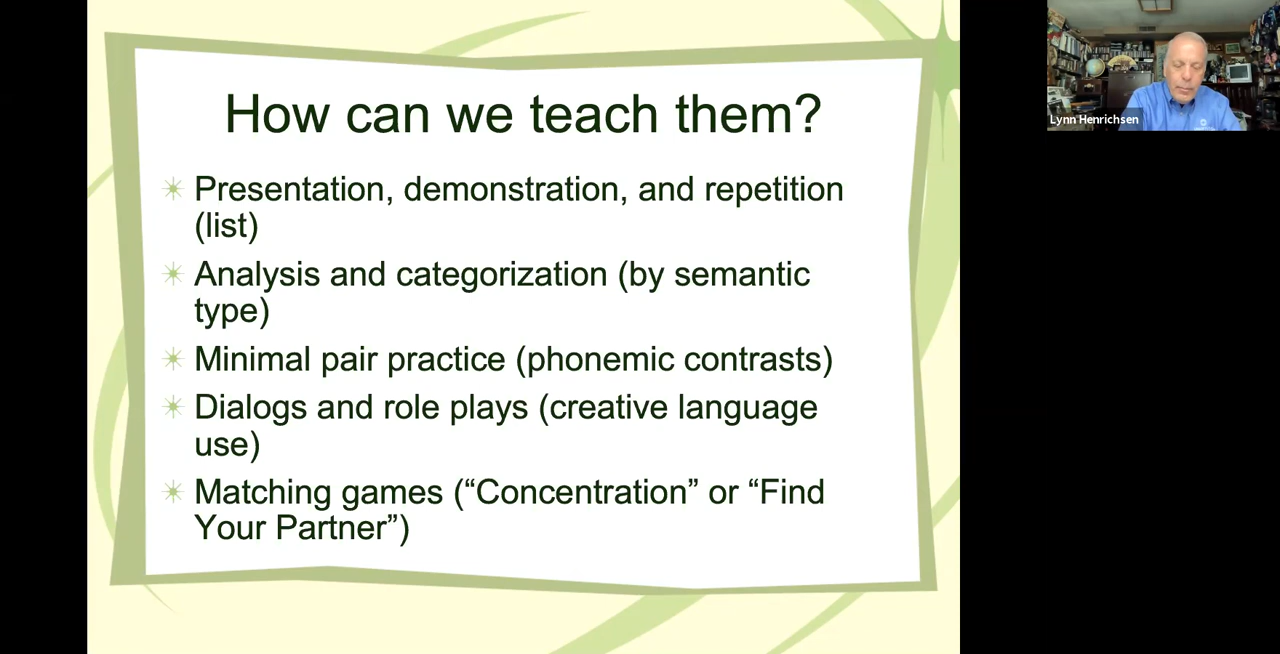 How can we teach them?
Presentation, demonstration, and repetition
(list)
Analysis and categorization (by semantic
type)
Minimal pair practice (phonemic contrasts)
Dialogs and role plays (creative language
use)
Matching games (“Concentration” or “Find
Your Partner”)
Lynn Henrichsen